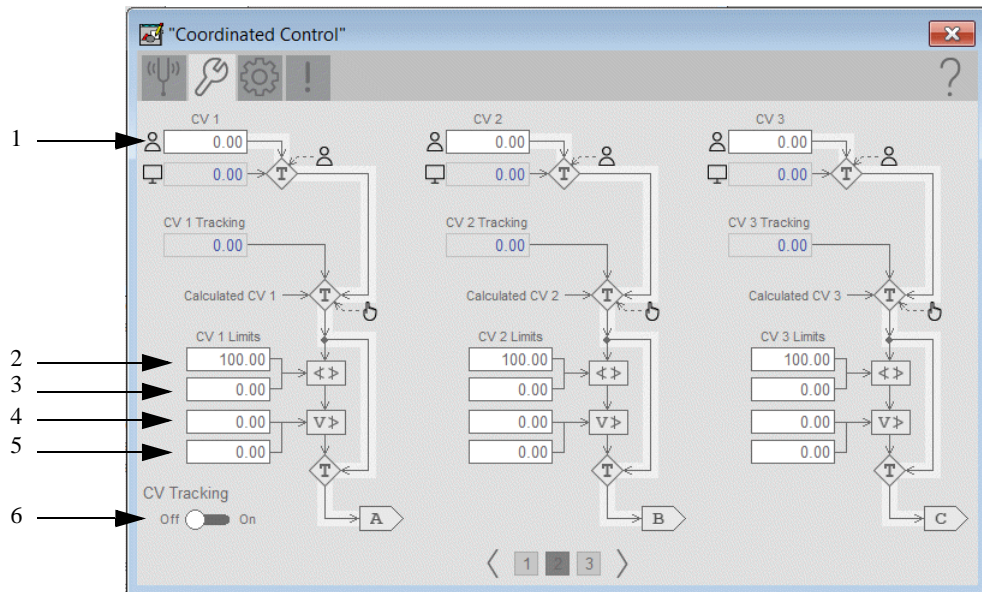 "Coordinated Control"
!
?
CV 1 CV 2 CV 3
1 0.00 0.00 0.00
0.00 T 0.00 T 0.00 T
CV 1 Tracking CV 2 Tracking CV 3 Tracking
0.00 0.00 0.00
Calculated CV 1 T Calculated CV 2 T Calculated CV 3 T
CV 1 Limits CV 2 Limits CV 3 Limits
2 100.00 100.00 100.00
3 0.00 0.00 0.00
4 0.00 V 0.00 V 0.00 V
5 0.00 T 0.00 T 0.00 T
CV Tracking
6 Off On A B C
1 2 3